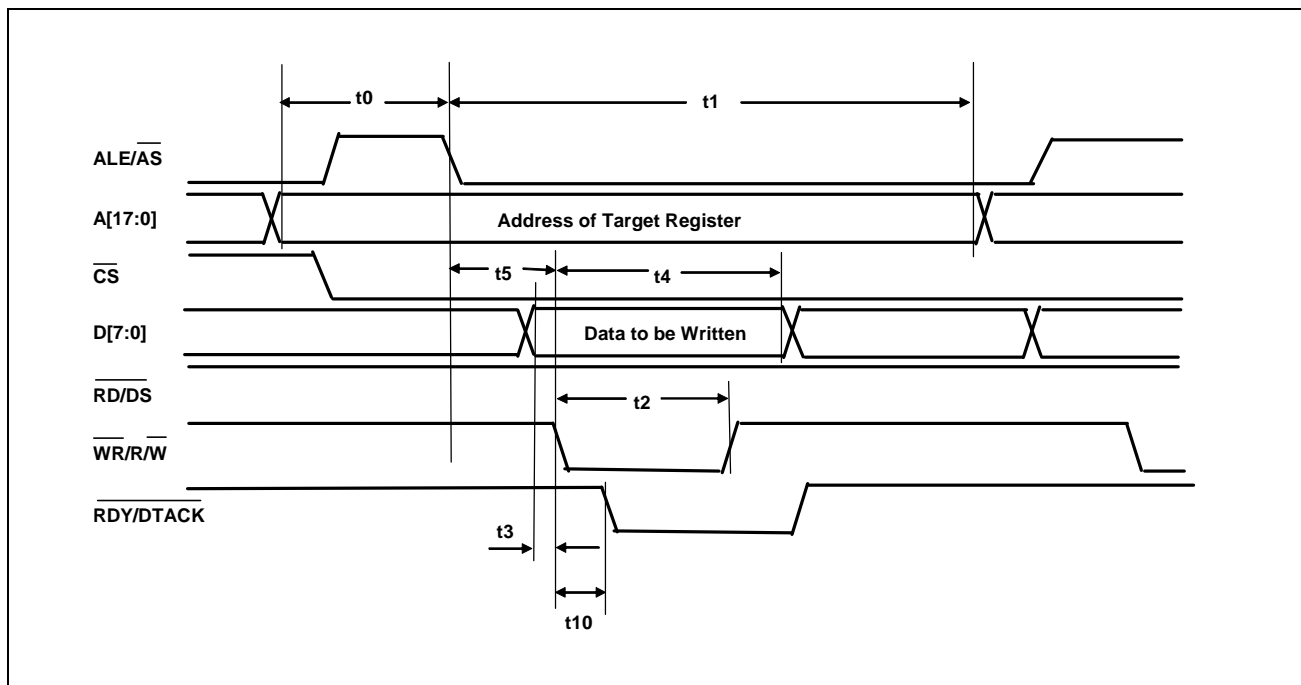 t0
t1
ALE/AS
A[17:0]
Address of Target Register
CS
t5
t4
D[7:0]
Data to be Written
RD/DS
t2
WR/R/W
RDY/DTACK
t3
t10